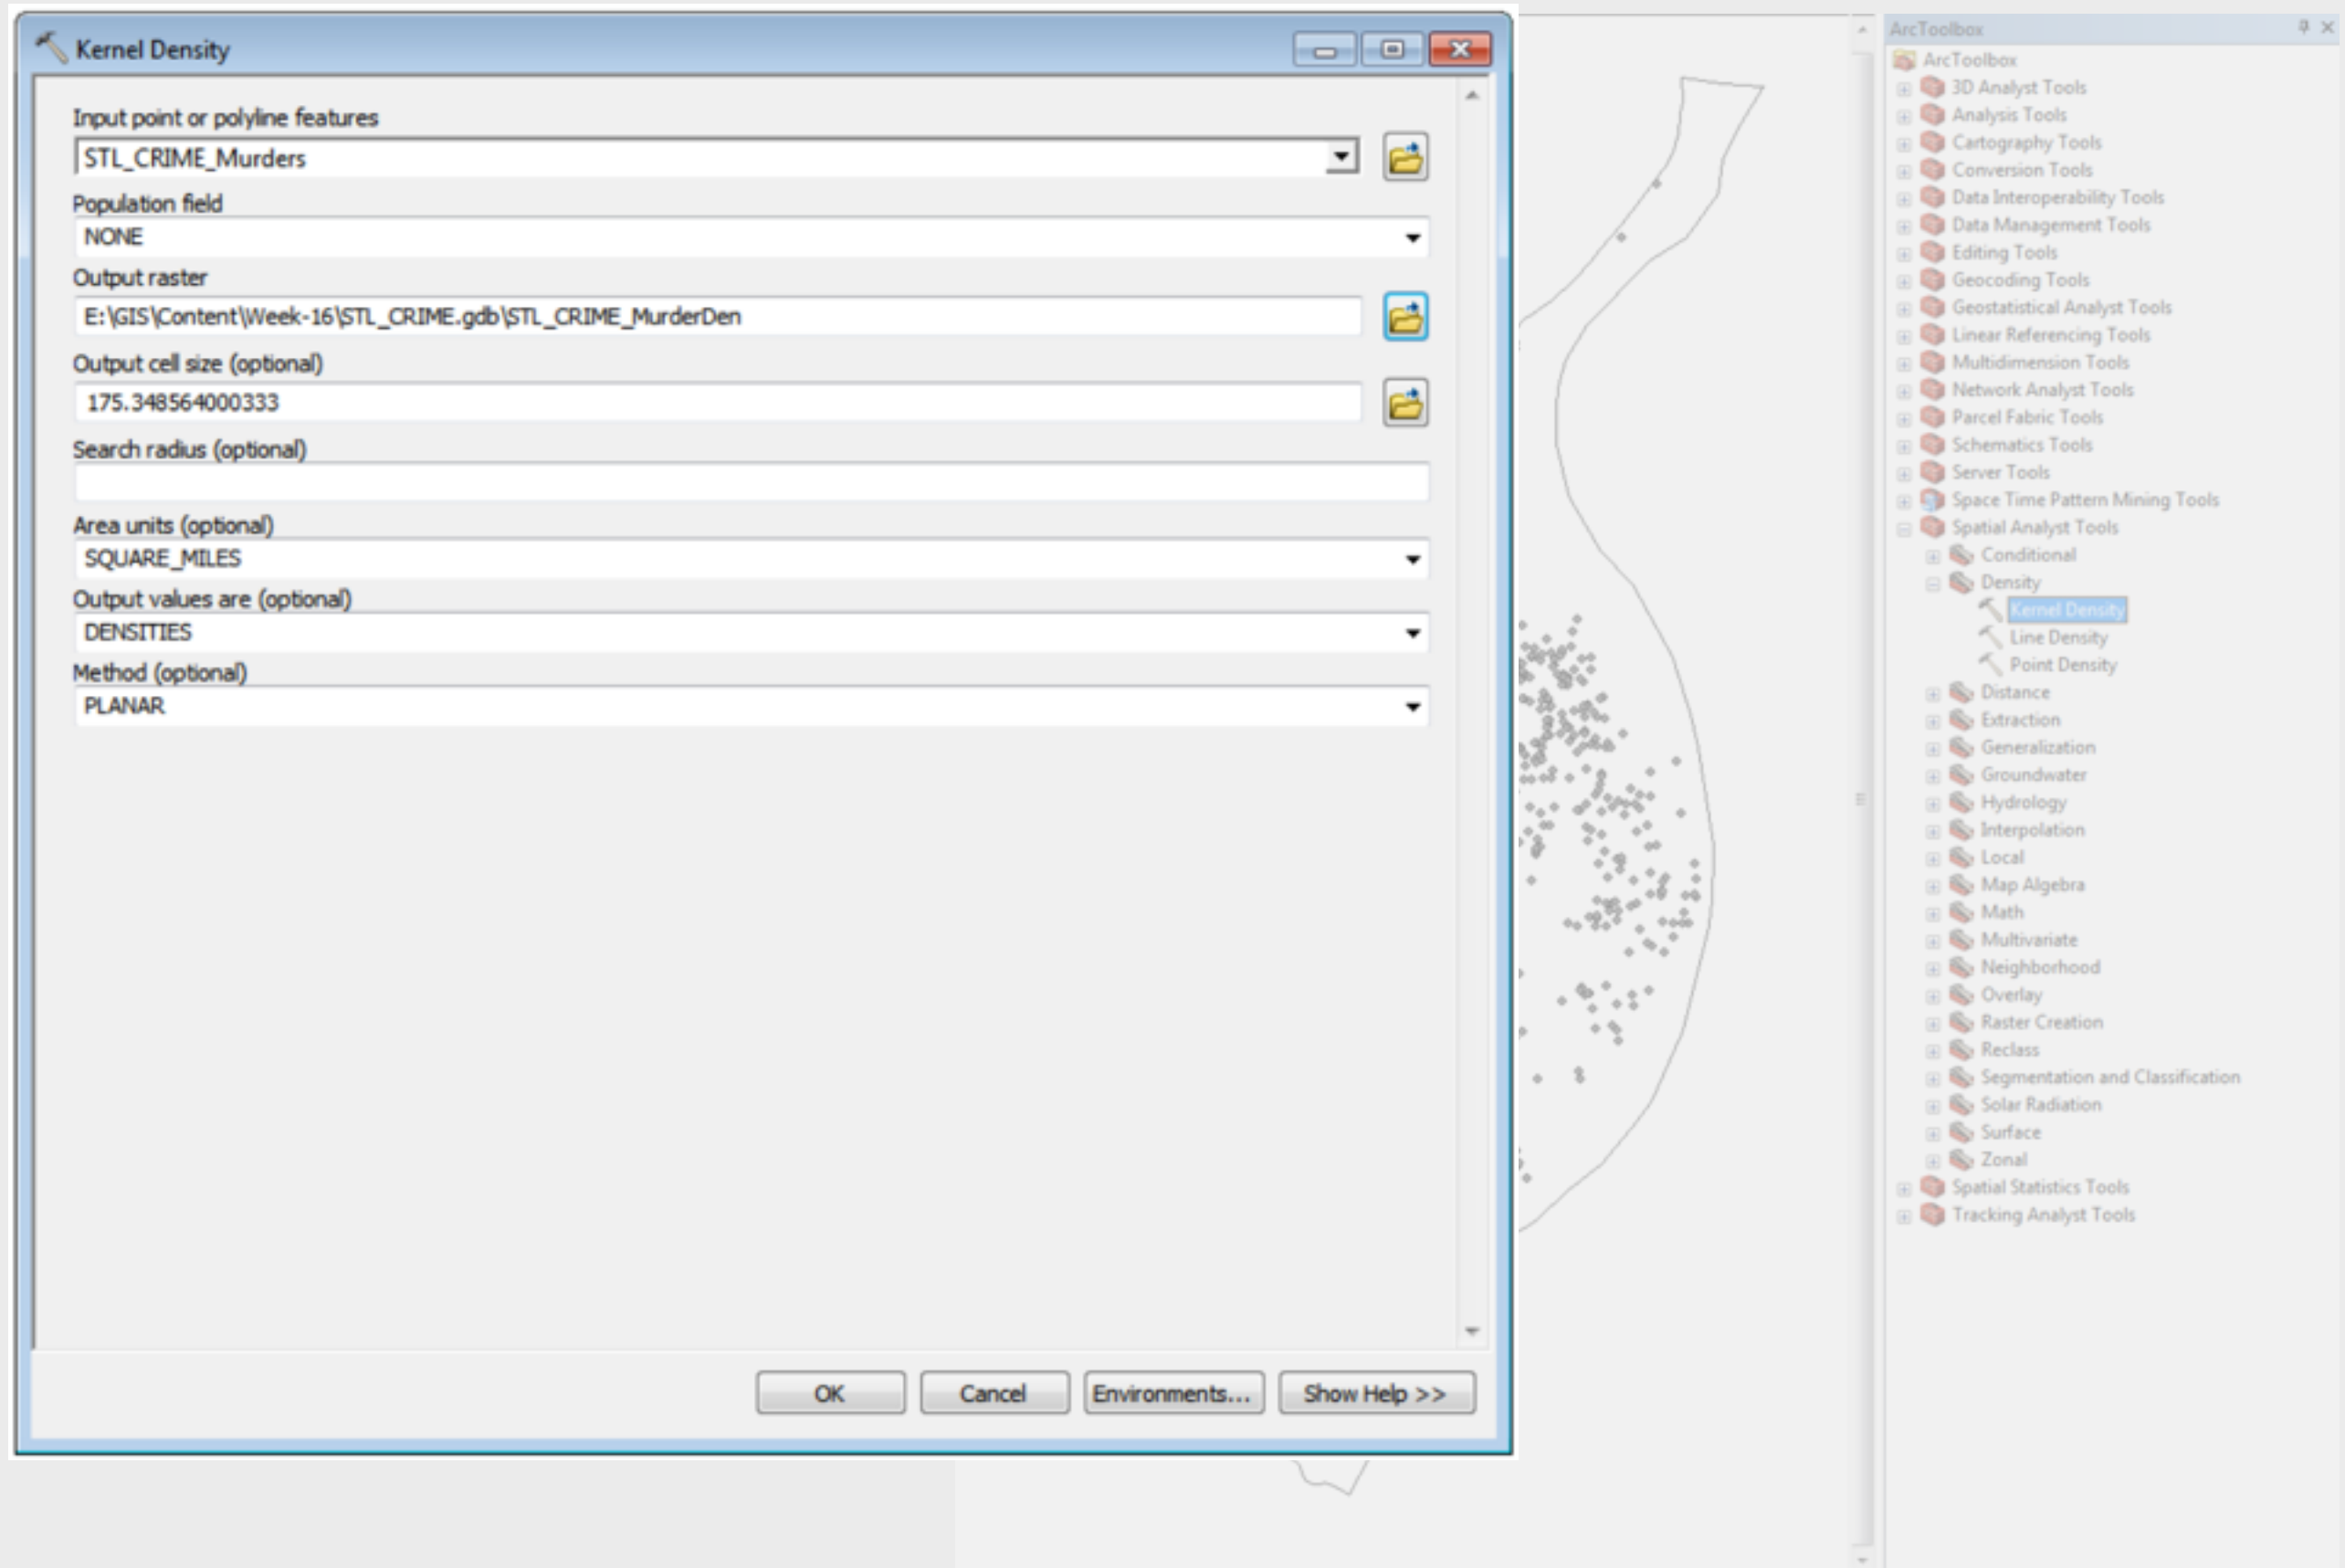 Kernel Density
Input point or polyline features
STL_CRIME_Murders
Population field
NONE
Output raster
E:\GIS\Content\Week-16\STL_CRIME.gdb\STL_CRIME_MurderDen
Output cell size (optional)
175.348564000333
Search radius (optional)
Area units (optional)
SQUARE_MILES
Output values are (optional)
DENSITIES
Method (optional)
PLANAR
OK
Cancel
Environments...
Show Help >>
ArcToolbox
ArcToolbox
3D Analyst Tools
Analysis Tools
Cartography Tools
Conversion Tools
Data Interoperability Tools
Data Management Tools
Editing Tools
Geocoding Tools
Geostatistical Analyst Tools
Linear Referencing Tools
Multidimension Tools
Network Analyst Tools
Parcel Fabric Tools
Schematics Tools
Server Tools
Space Time Pattern Mining Tools
Spatial Analyst Tools
Conditional
Density
Kernel Density
Line Density
Point Density
Distance
Extraction
Generalization
Groundwater
Hydrology
Interpolation
Local
Map Algebra
Math
Multivariate
Neighborhood
Overlay
Raster Creation
Reclass
Segmentation and Classification
Solar Radiation
Surface
Zonal
Spatial Statistics Tools
Tracking Analyst Tools